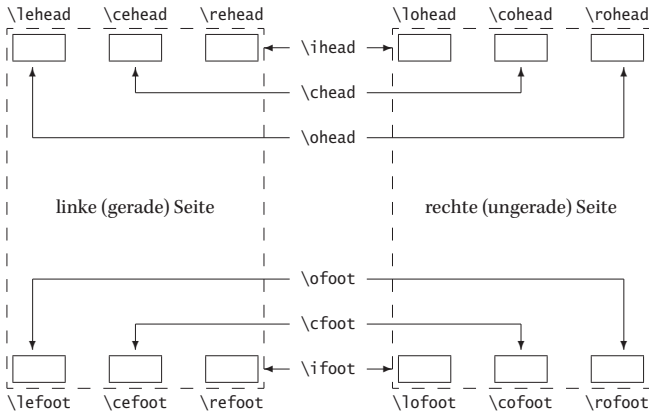 \lehead \cehead \rehead \lohead \cohead \rohead
\ihead
\chead
\ohead
linke (gerade) Seite rechte (ungerade) Seite
\ofoot
\cfoot
\ifoot
\lefoot \cefoot \refoot \lofoot \cofoot \rofoot